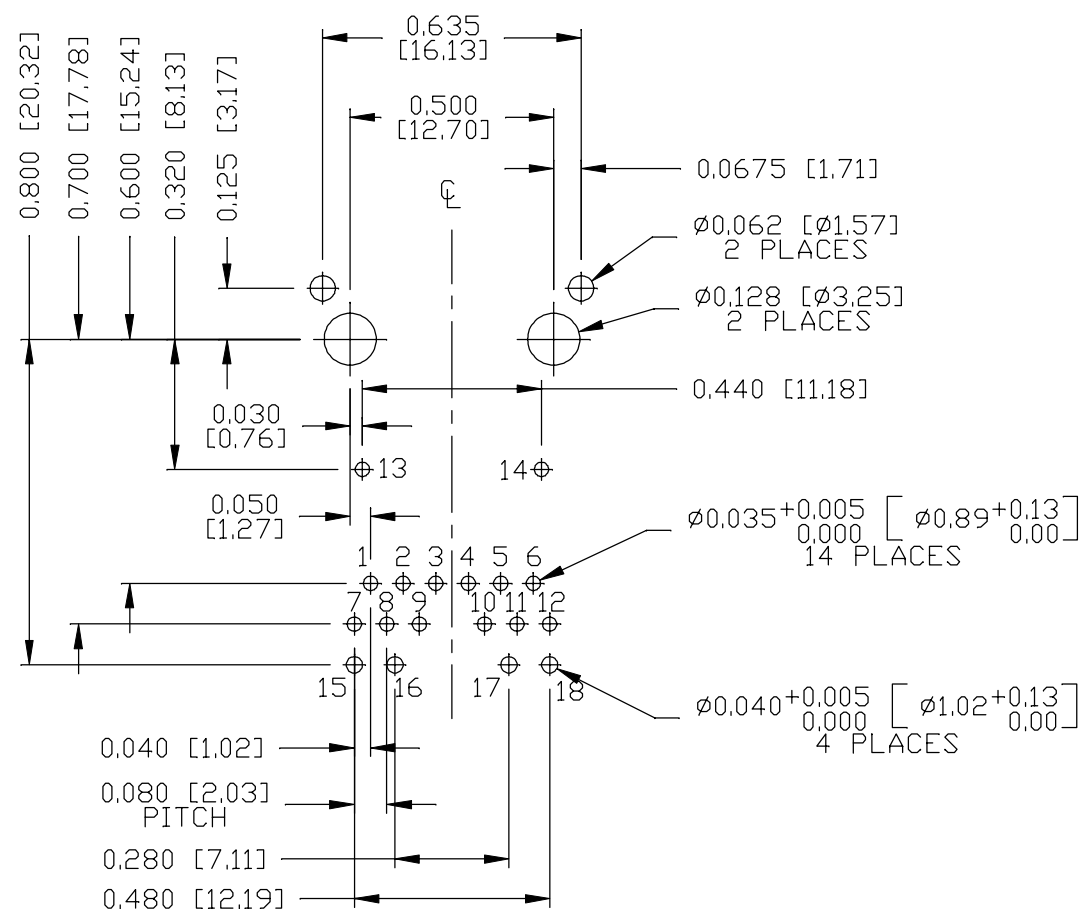 0.635
[16.13]
0.500
[12.70]
0.800 [20.32]
0.700 [17.78]
0.600 [15.24]
0.320 [8.13]
0.125 [3.17]
℄
0.0675 [1.71]
Ø0.062 [Ø1.57]
2 PLACES
Ø0.128 [Ø3.25]
2 PLACES
0.440 [11.18]
0.030
[0.76]
13
14
0.050
[1.27]
Ø0.035 +0.005 0.000 [Ø0.89 +0.13 0.00]
14 PLACES
1 2 3 4 5 6
7 8 9 10 11 12
15 16 17 18
Ø0.040 +0.005 0.000 [Ø1.02 +0.13 0.00]
4 PLACES
0.040 [1.02]
0.080 [2.03]
PITCH
0.280 [7.11]
0.480 [12.19]